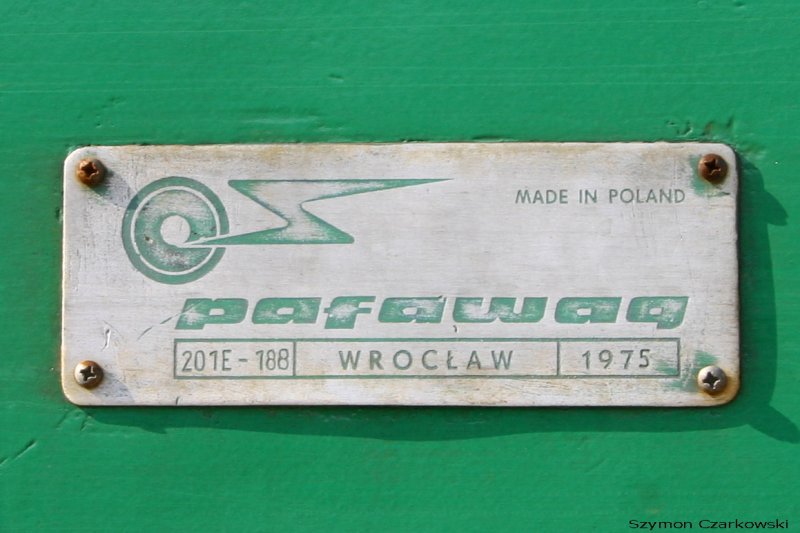 MADE IN POLAND
pafawag
201E-188 WROCŁAW 1975
Szymon Czarkowski